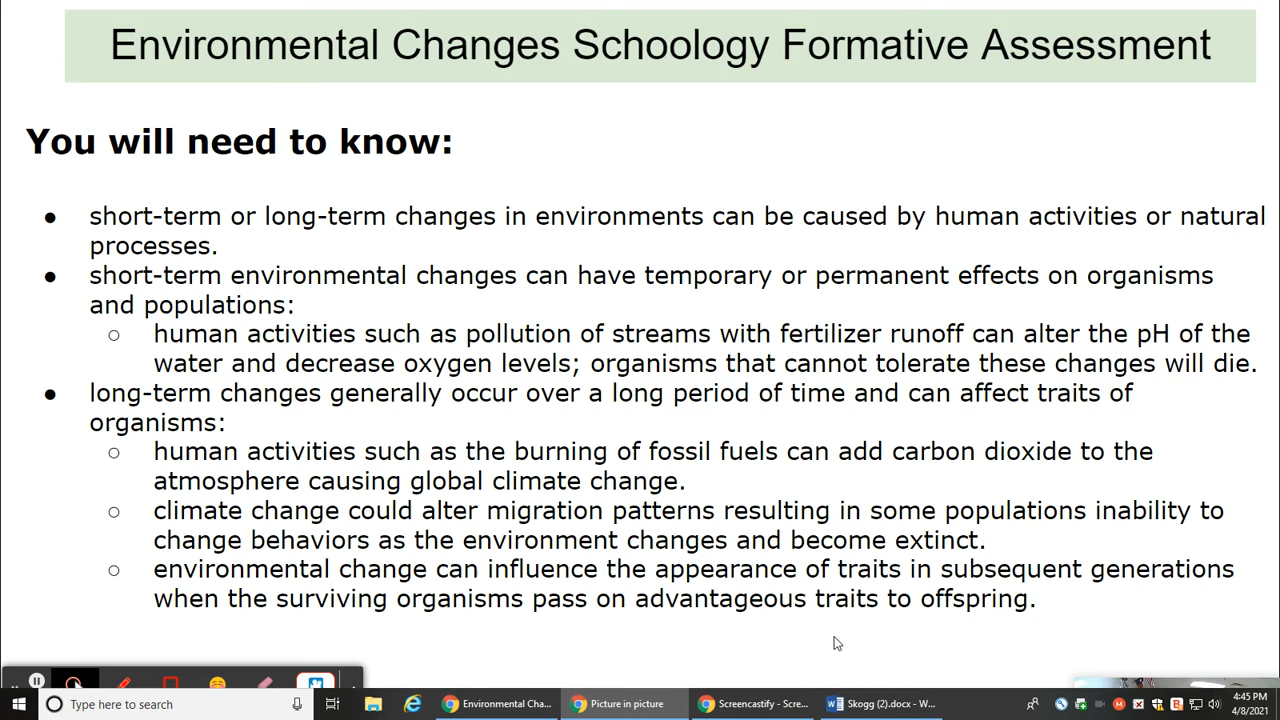 Environmental Changes Schoology Formative Assessment
You will need to know:
● short-term or long-term changes in environments can be caused by human activities or natural
processes.
● short-term environmental changes can have temporary or permanent effects on organisms
and populations:
○ human activities such as pollution of streams with fertilizer runoff can alter the pH of the
water and decrease oxygen levels; organisms that cannot tolerate these changes will die.
● long-term changes generally occur over a long period of time and can affect traits of
organisms:
○ human activities such as the burning of fossil fuels can add carbon dioxide to the
atmosphere causing global climate change.
○ climate change could alter migration patterns resulting in some populations inability to
change behaviors as the environment changes and become extinct.
○ environmental change can influence the appearance of traits in subsequent generations
when the surviving organisms pass on advantageous traits to offspring.
Type here to search
Environmental Cha...
Picture in picture
Screencastify - Scre...
Skogg (2).docx - W...
4:45 PM
4/8/2021